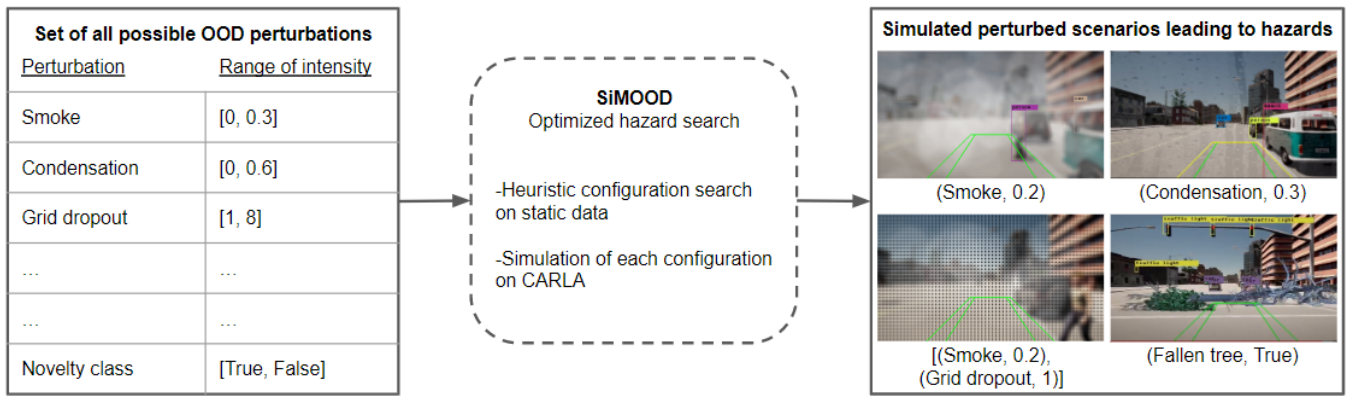 Set of all possible OOD perturbations
Perturbation
Range of intensity
Smoke
[0, 0.3]
Condensation
[0, 0.6]
Grid dropout
[1, 8]
...
...
...
...
Novelty class
[True, False]
SiMOOD
Optimized hazard search
-Heuristic configuration search
on static data
-Simulation of each configuration
on CARLA
Simulated perturbed scenarios leading to hazards
(Smoke, 0.2)
(Condensation, 0.3)
traffic light
[(Smoke, 0.2),
(Grid dropout, 1)]
(Fallen tree, True)